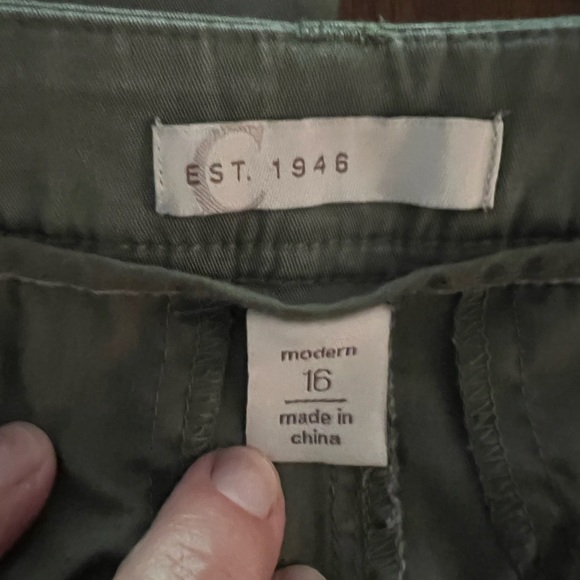 C
EST. 1946
modern
16
made in
china